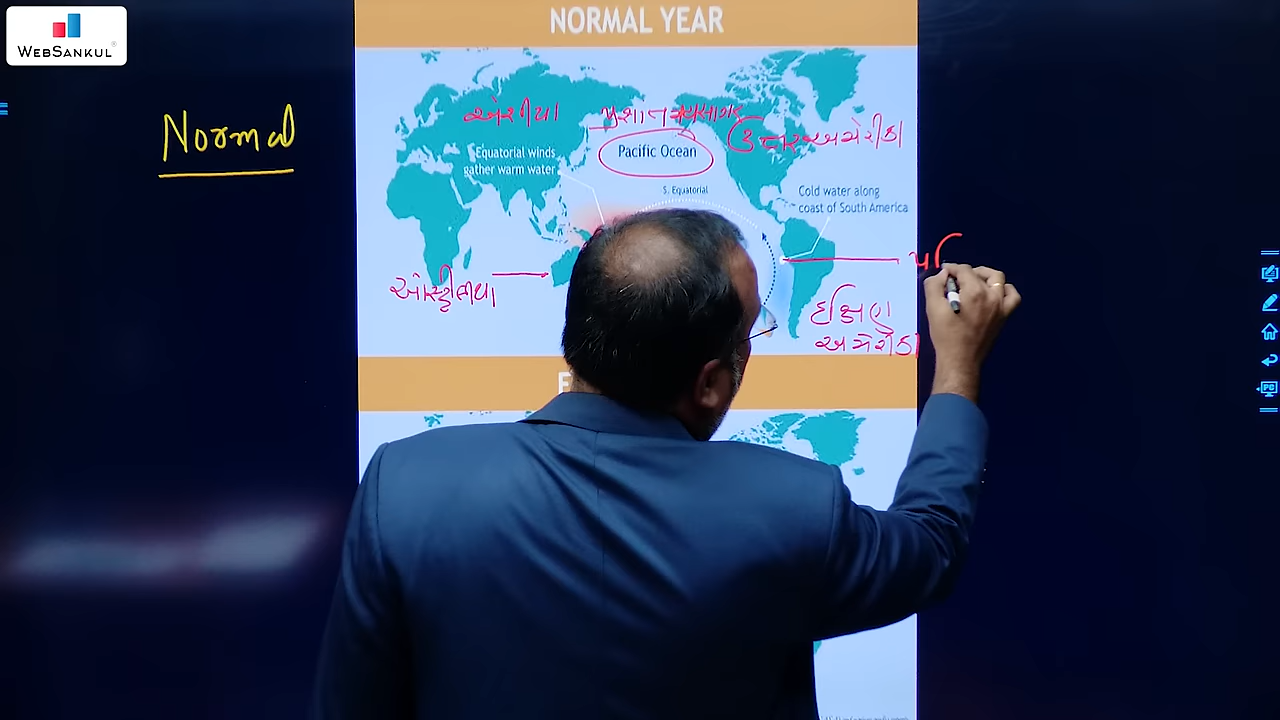 WEBSANKUL
NORMAL YEAR
Normal
એશીયા
પ્રશાંત મહાસાગર
ઉત્તર અમેરીકા
Pacific Ocean
Equatorial winds
gather warm water
S. Equatorial
Cold water along
coast of South America
ઓસ્ટ્રેલીયા
દક્ષિણ
અમેરીકા